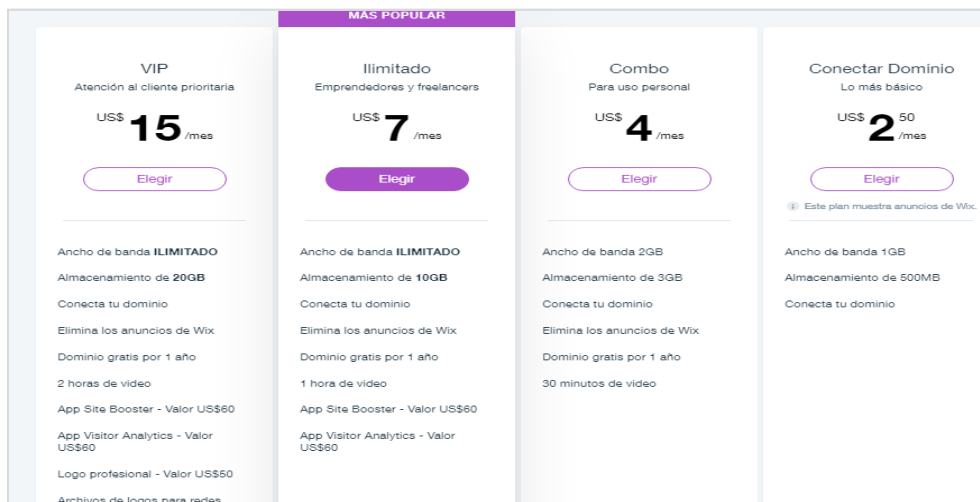 MÁS POPULAR
VIP
Atención al cliente prioritaria
US$ 15 /mes
Elegir
Ancho de banda ILIMITADO
Almacenamiento de 20GB
Conecta tu dominio
Elimina los anuncios de Wix
Dominio gratis por 1 año
2 horas de video
App Site Booster - Valor US$60
App Visitor Analytics - Valor
US$60
Logo profesional - Valor US$50
Archivos de logos para redes
Ilimitado
Emprendedores y freelancers
US$ 7 /mes
Elegir
Ancho de banda ILIMITADO
Almacenamiento de 10GB
Conecta tu dominio
Elimina los anuncios de Wix
Dominio gratis por 1 año
1 hora de video
App Site Booster - Valor US$60
App Visitor Analytics - Valor
US$60
Combo
Para uso personal
US$ 4 /mes
Elegir
Ancho de banda 2GB
Almacenamiento de 3GB
Conecta tu dominio
Elimina los anuncios de Wix
Dominio gratis por 1 año
30 minutos de video
Conectar Dominio
Lo más básico
US$ 2 50 /mes
Elegir
Este plan muestra anuncios de Wix.
Ancho de banda 1GB
Almacenamiento de 500MB
Conecta tu dominio